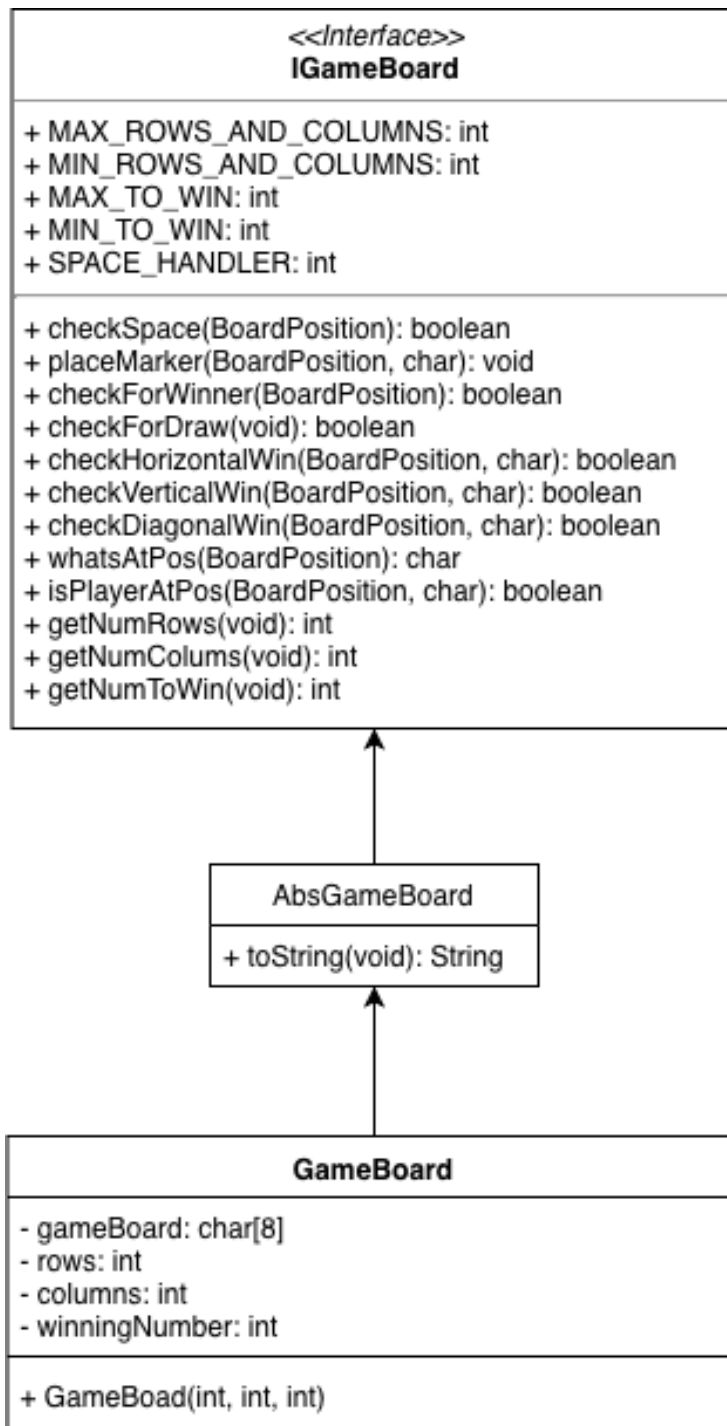 <<Interface>>
IGameBoard
+ MAX_ROWS_AND_COLUMNS: int
+ MIN_ROWS_AND_COLUMNS: int
+ MAX_TO_WIN: int
+ MIN_TO_WIN: int
+ SPACE_HANDLER: int
+ checkSpace(BoardPosition): boolean
+ placeMarker(BoardPosition, char): void
+ checkForWinner(BoardPosition): boolean
+ checkForDraw(void): boolean
+ checkHorizontalWin(BoardPosition, char): boolean
+ checkVerticalWin(BoardPosition, char): boolean
+ checkDiagonalWin(BoardPosition, char): boolean
+ whatsAtPos(BoardPosition): char
+ isPlayerAtPos(BoardPosition, char): boolean
+ getNumRows(void): int
+ getNumColums(void): int
+ getNumToWin(void): int
AbsGameBoard
+ toString(void): String
GameBoard
- gameBoard: char[8]
- rows: int
- columns: int
- winningNumber: int
+ GameBoad(int, int, int)